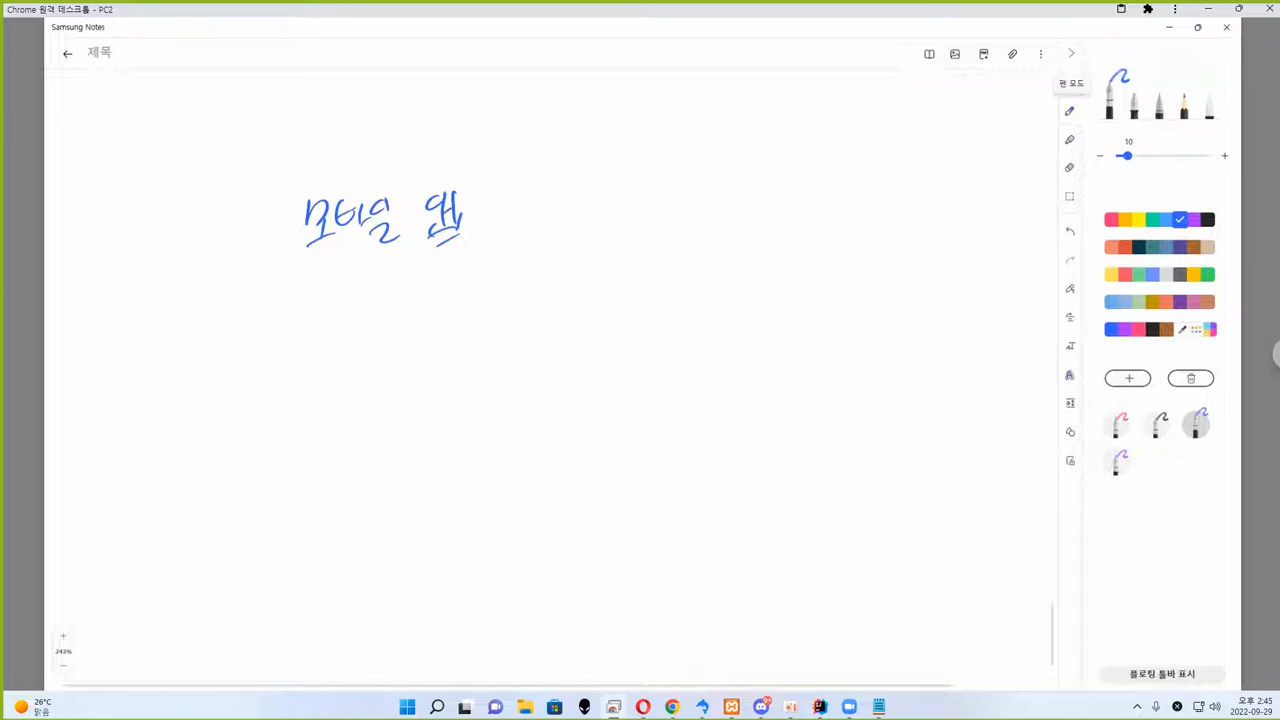 Chrome 원격 데스크톱 - PC2
Samsung Notes
제목
펜 모드
10
모바일 앱
243%
플로팅 툴바 표시
26°C
맑음
오후 2:45
2022-09-29